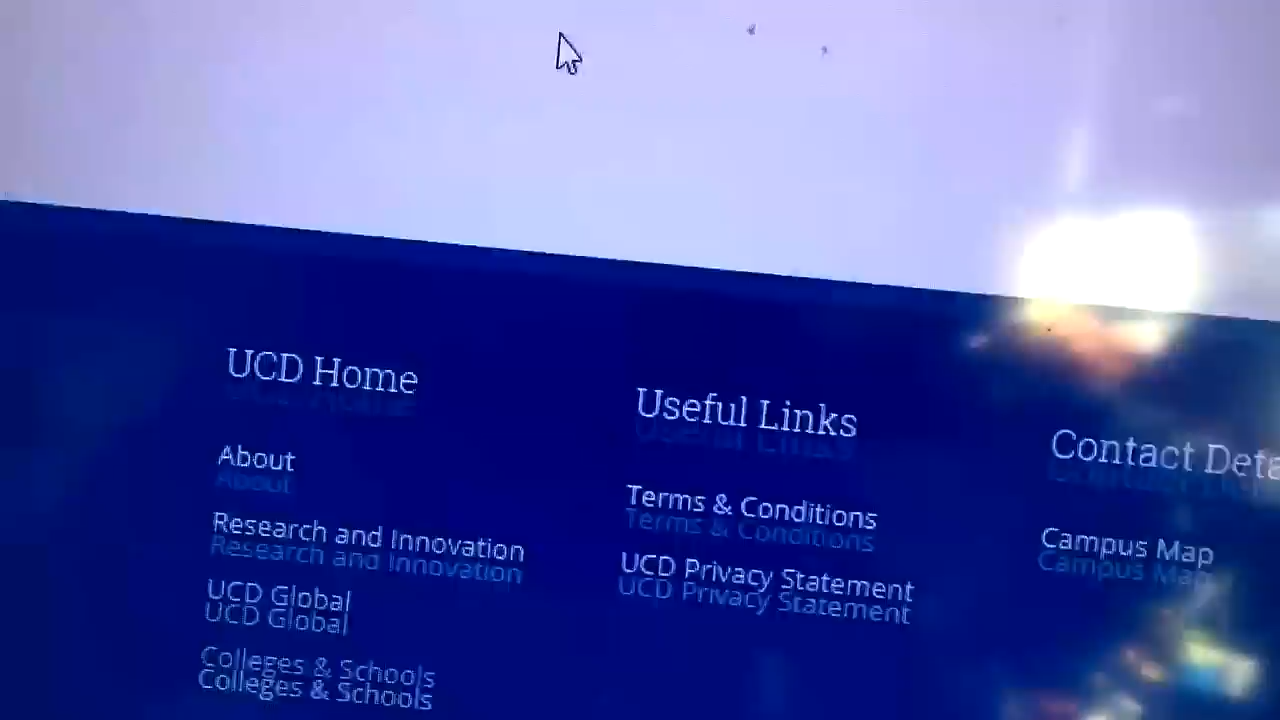 UCD Home
Useful Links
Contact
About
Terms & Conditions
Campus Map
Research and Innovation
UCD Privacy Statement
UCD Global
Colleges & Schools